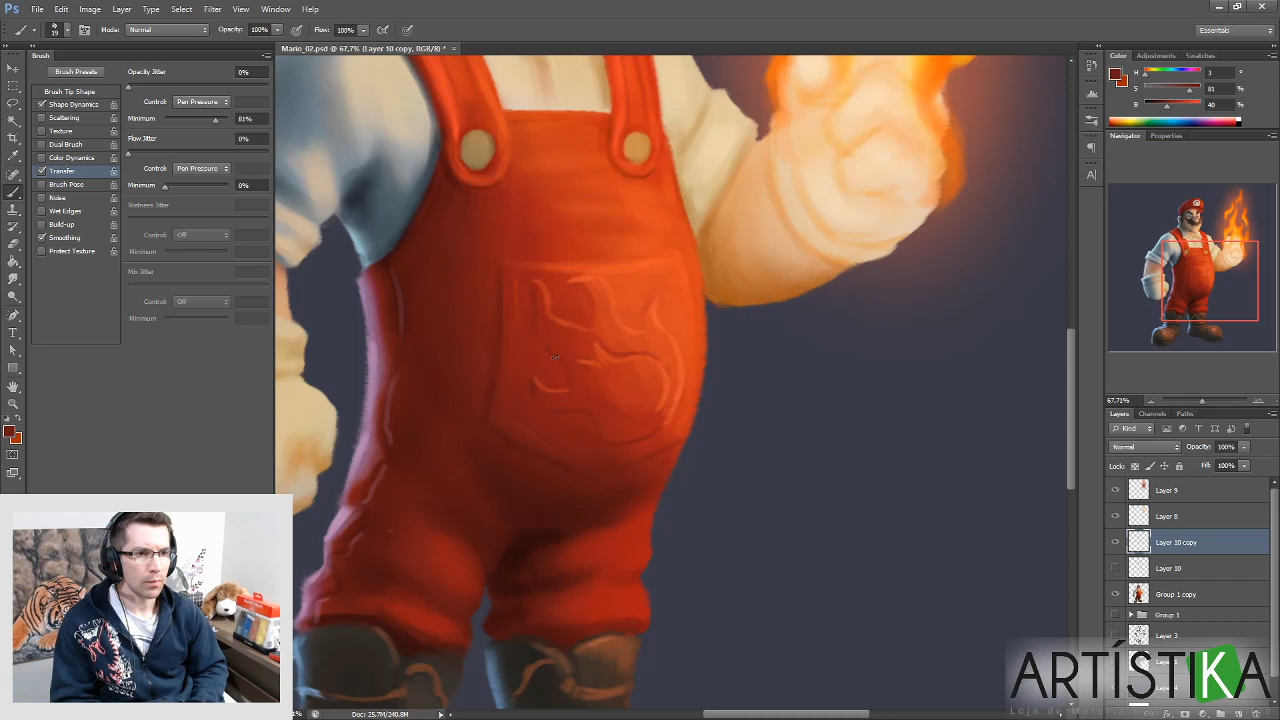 Ps File Edit Image Layer Type Select Filter 3D View Window Help
19 Mode: Normal Opacity: 100% Flow: 100% Essentials
Mario_02.psd @ 67,7% (Layer 10 copy, RGB/8) * ×
Brush
Brush Presets
Brush Tip Shape
Shape Dynamics
Scattering
Texture
Dual Brush
Color Dynamics
Transfer
Brush Pose
Noise
Wet Edges
Build-up
Smoothing
Protect Texture
Opacity Jitter 0%
Control: Pen Pressure
Minimum 81%
Flow Jitter 0%
Control: Pen Pressure
Minimum 0%
Wetness Jitter
Control: Off
Minimum
Mix Jitter
Control: Off
Minimum
Color Adjustments Swatches
H 3 °
S 81 %
B 40 %
Navigator Properties
67,71%
Layers Channels Paths
Kind
Normal Opacity: 100%
Lock: Fill: 100%
Layer 9
Layer 8
Layer 10 copy
Layer 10
Group 1 copy
Group 1
Layer 3
ARTÍSTIKA
Doc: 25,7M/240,8M